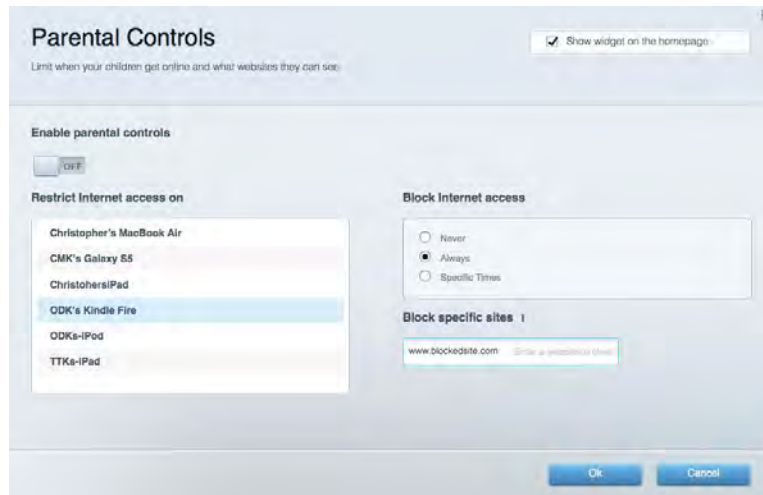 Parental Controls
Show widget on the homepage
Limit when your children get online and what websites they can see.
Enable parental controls
OFF
Restrict Internet access on
Block Internet access
Christopher's MacBook Air
CMK's Galaxy S5
ChristohersiPad
ODK's Kindle Fire
ODKs-iPod
TTKs-iPad
Never
Always
Specific Times
Block specific sites
www.blockedsite.com
Ok
Cancel